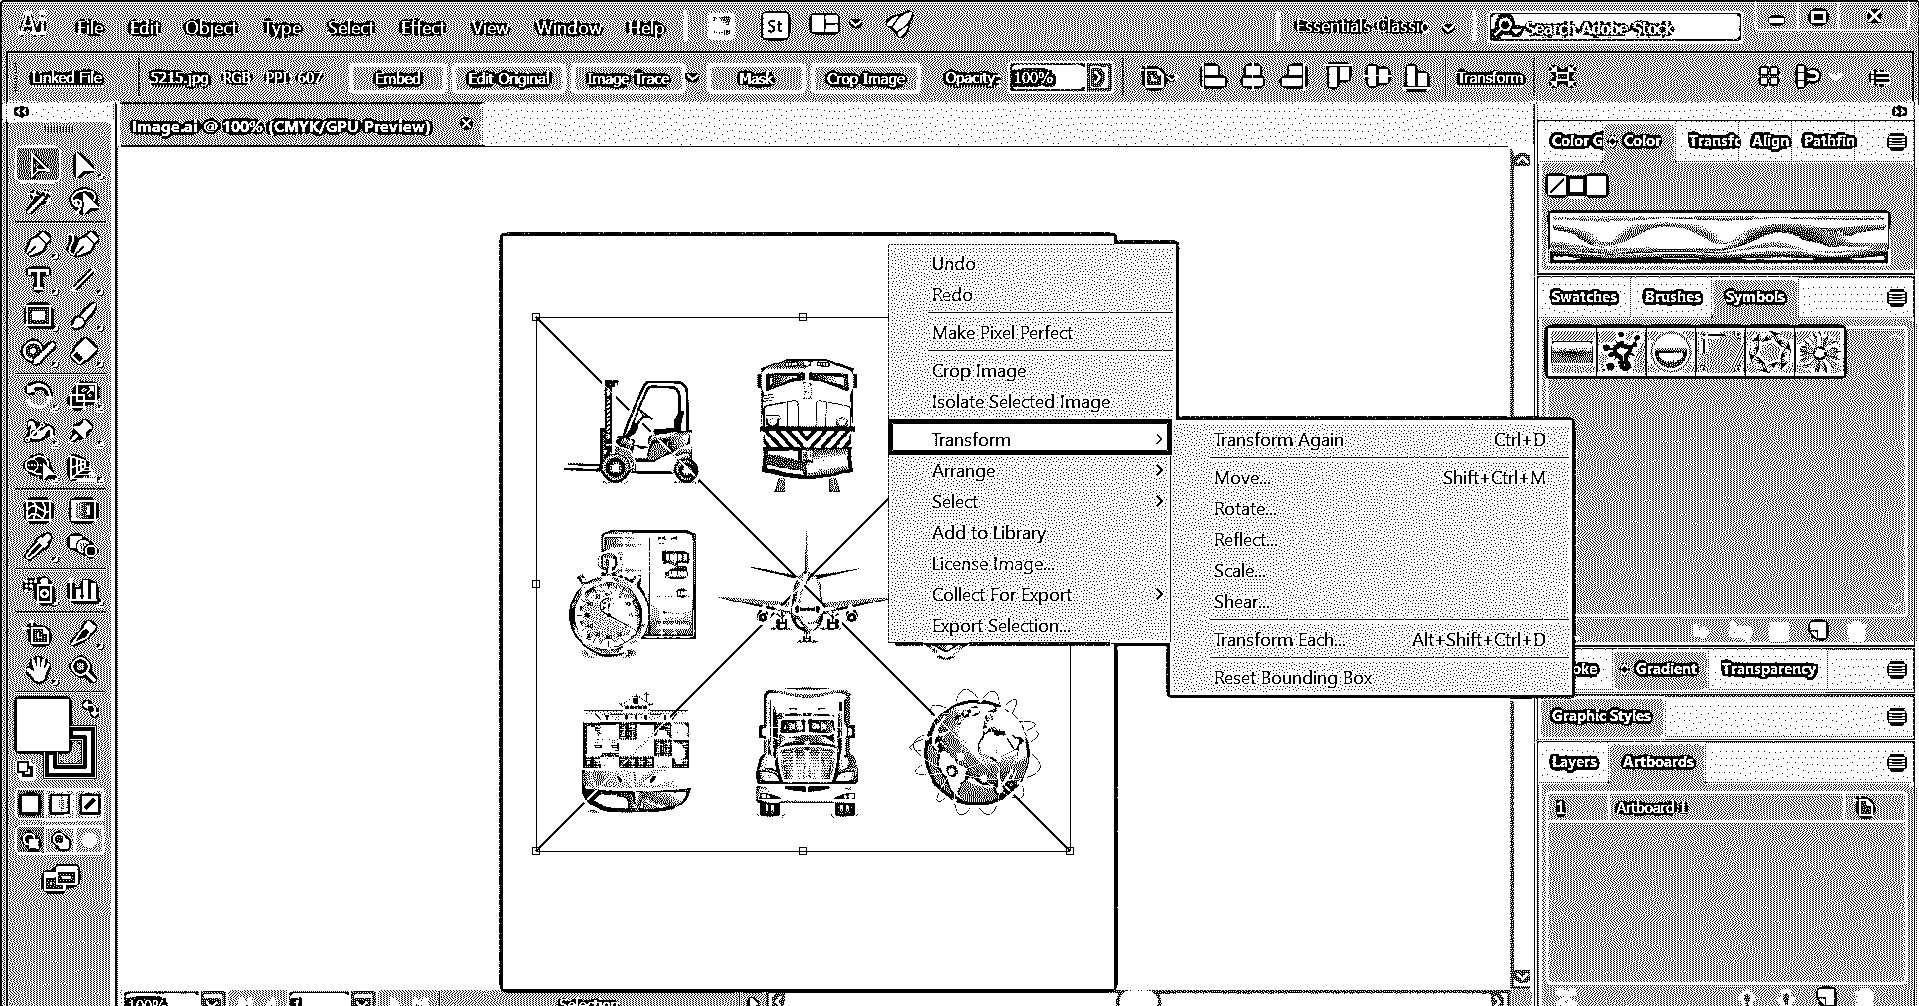 Ai File Edit Object Type Select Effect View Window Help St Essentials Classic Search Adobe Stock
Linked File 5215.jpg RGB PPI: 607 Embed Edit Original Image Trace Mask Crop Image Opacity: 100% Transform
Image.ai @ 100% (CMYK/GPU Preview)
Color G Color Transfo Align Pathfin
Swatches Brushes Symbols
Undo
Redo
Make Pixel Perfect
Crop Image
Isolate Selected Image
Transform
Arrange
Select
Add to Library
License Image...
Collect For Export
Export Selection...
Transform Again Ctrl+D
Move... Shift+Ctrl+M
Rotate...
Reflect...
Scale...
Shear...
Transform Each... Alt+Shift+Ctrl+D
Reset Bounding Box
oke Gradient Transparency
Graphic Styles
Layers Artboards
1 Artboard 1
100% 1 Selection